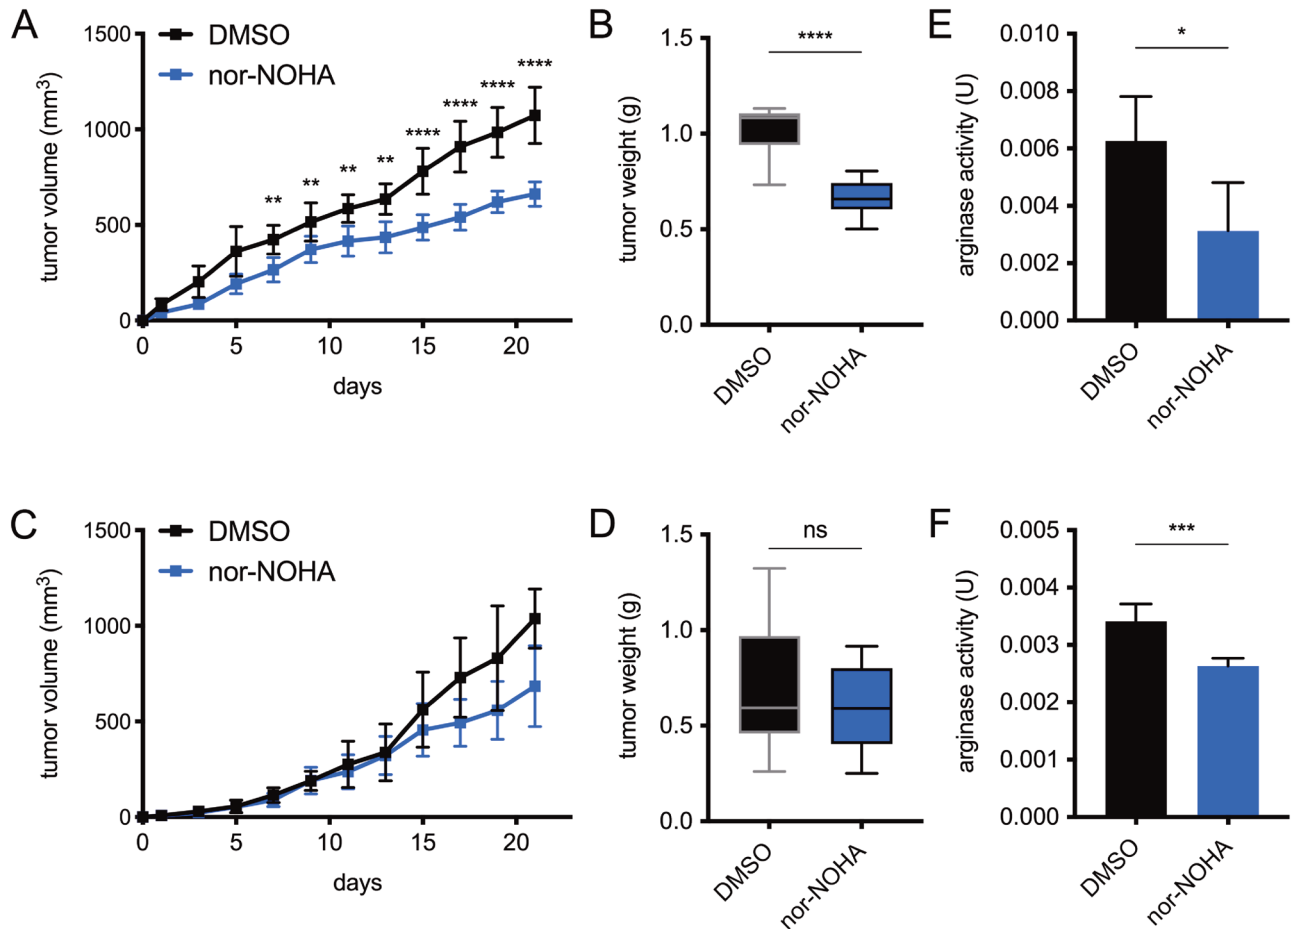 A
DMSO
nor-NOHA
tumor volume (mm³)
1500
1000
500
0
0 5 10 15 20
days
** ** ** ** **** **** **** ****
B
tumor weight (g)
1.5
1.0
0.5
0.0
****
DMSO
nor-NOHA
E
arginase activity (U)
0.010
0.008
0.006
0.004
0.002
0.000
*
DMSO
nor-NOHA
C
DMSO
nor-NOHA
tumor volume (mm³)
1500
1000
500
0
0 5 10 15 20
days
D
tumor weight (g)
1.5
1.0
0.5
0.0
ns
DMSO
nor-NOHA
F
arginase activity (U)
0.005
0.004
0.003
0.002
0.001
0.000
***
DMSO
nor-NOHA